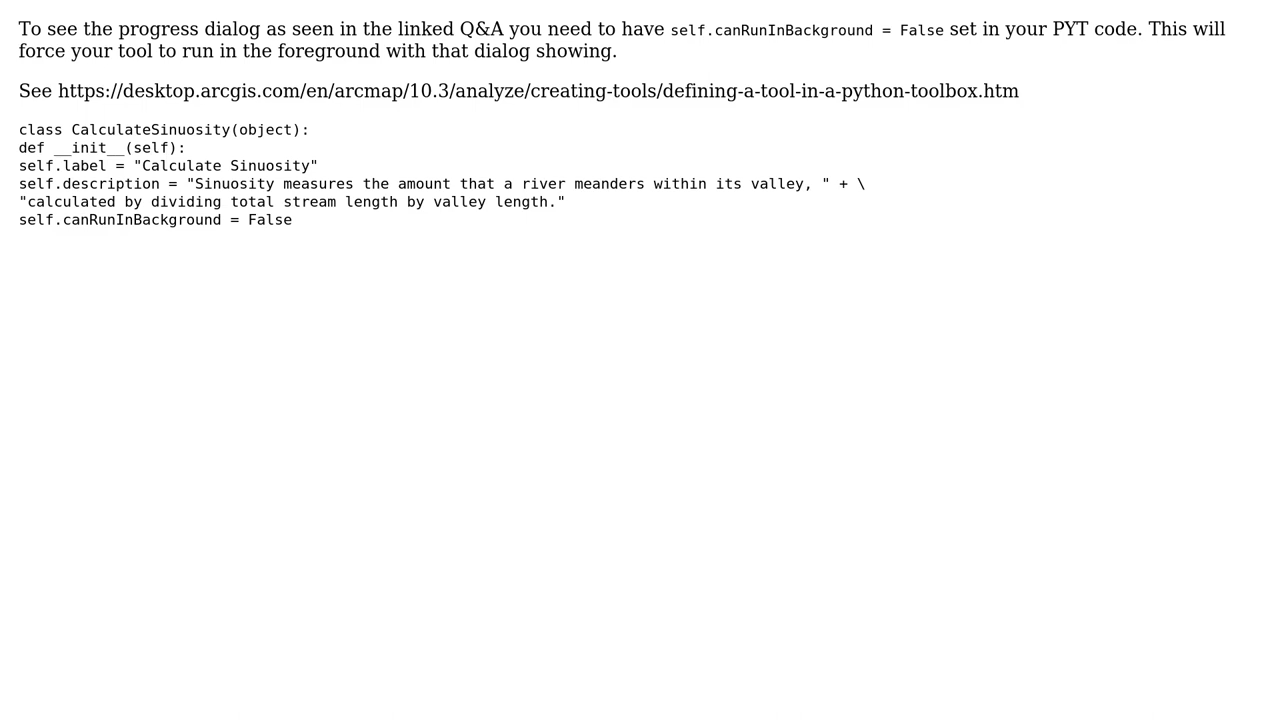 To see the progress dialog as seen in the linked Q&A you need to have self.canRunInBackground = False set in your PYT code. This will
force your tool to run in the foreground with that dialog showing.
See https://desktop.arcgis.com/en/arcmap/10.3/analyze/creating-tools/defining-a-tool-in-a-python-toolbox.htm
class CalculateSinuosity(object):
def __init__(self):
self.label = "Calculate Sinuosity"
self.description = "Sinuosity measures the amount that a river meanders within its valley, " + \
"calculated by dividing total stream length by valley length."
self.canRunInBackground = False